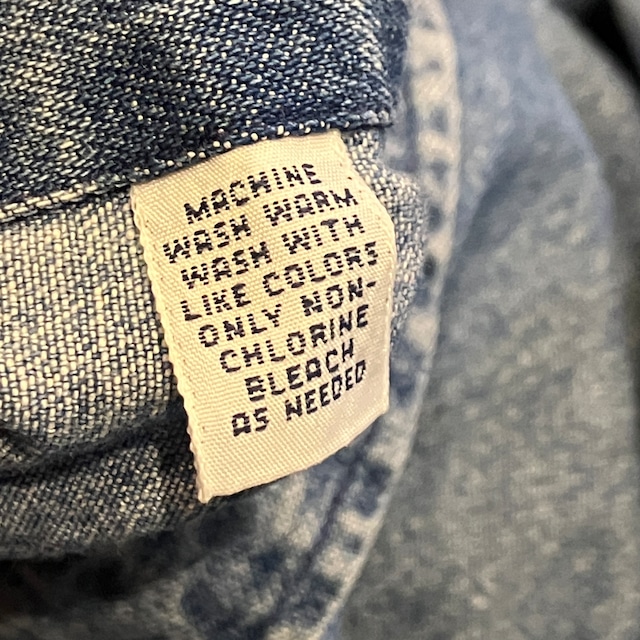 MACHINE
WASH WARM
WASH WITH
LIKE COLORS
ONLY NON-
CHLORINE
BLEACH
AS NEEDED